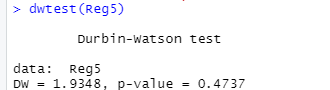 > dwtest(Reg5)
Durbin-Watson test
data:  Reg5
DW = 1.9348, p-value = 0.4737